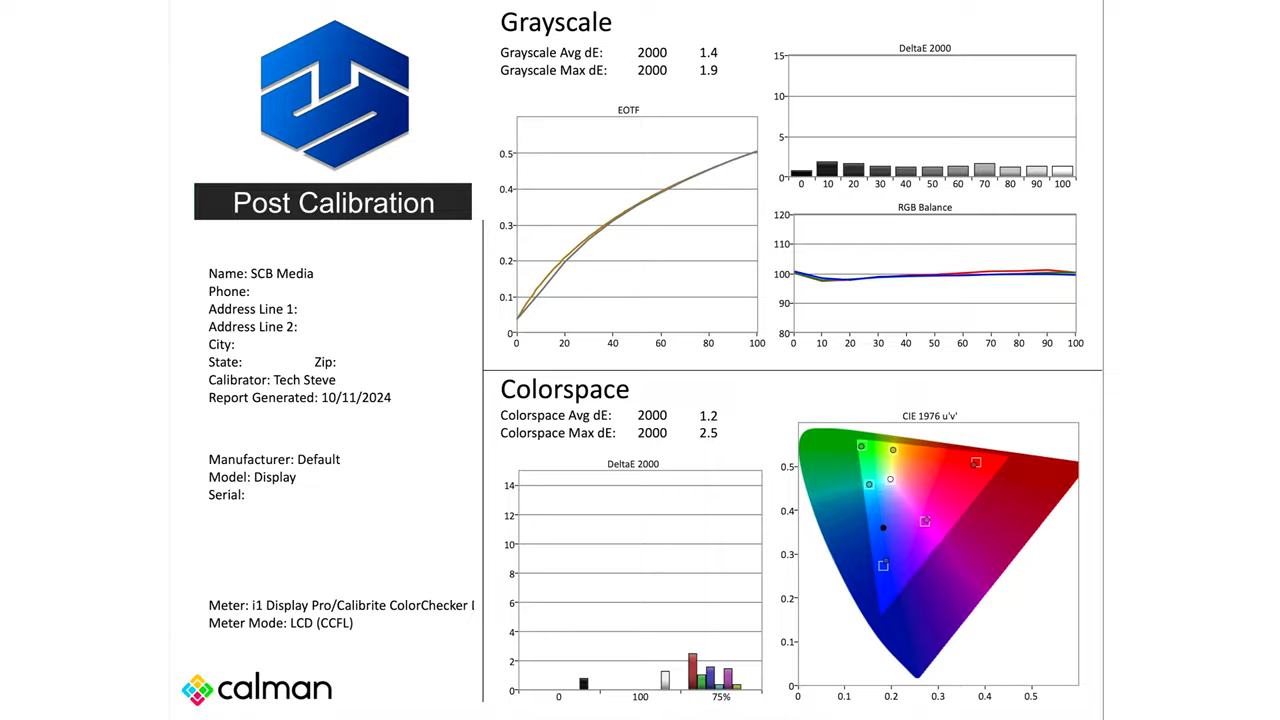 Post Calibration
Name: SCB Media
Phone:
Address Line 1:
Address Line 2:
City:
State: Zip:
Calibrator: Tech Steve
Report Generated: 10/11/2024
Manufacturer: Default
Model: Display
Serial:
Meter: i1 Display Pro/Calibrite ColorChecker
Meter Mode: LCD (CCFL)
calman
Grayscale
Grayscale Avg dE: 2000 1.4
Grayscale Max dE: 2000 1.9
EOTF
0.5
0.4
0.3
0.2
0.1
0
0 20 40 60 80 100
DeltaE 2000
15
10
5
0
0 10 20 30 40 50 60 70 80 90 100
RGB Balance
120
110
100
90
80
0 10 20 30 40 50 60 70 80 90 100
Colorspace
Colorspace Avg dE: 2000 1.2
Colorspace Max dE: 2000 2.5
DeltaE 2000
14
12
10
8
6
4
2
0
0 100 75%
CIE 1976 u'v'
0.5
0.4
0.3
0.2
0.1
0
0 0.1 0.2 0.3 0.4 0.5